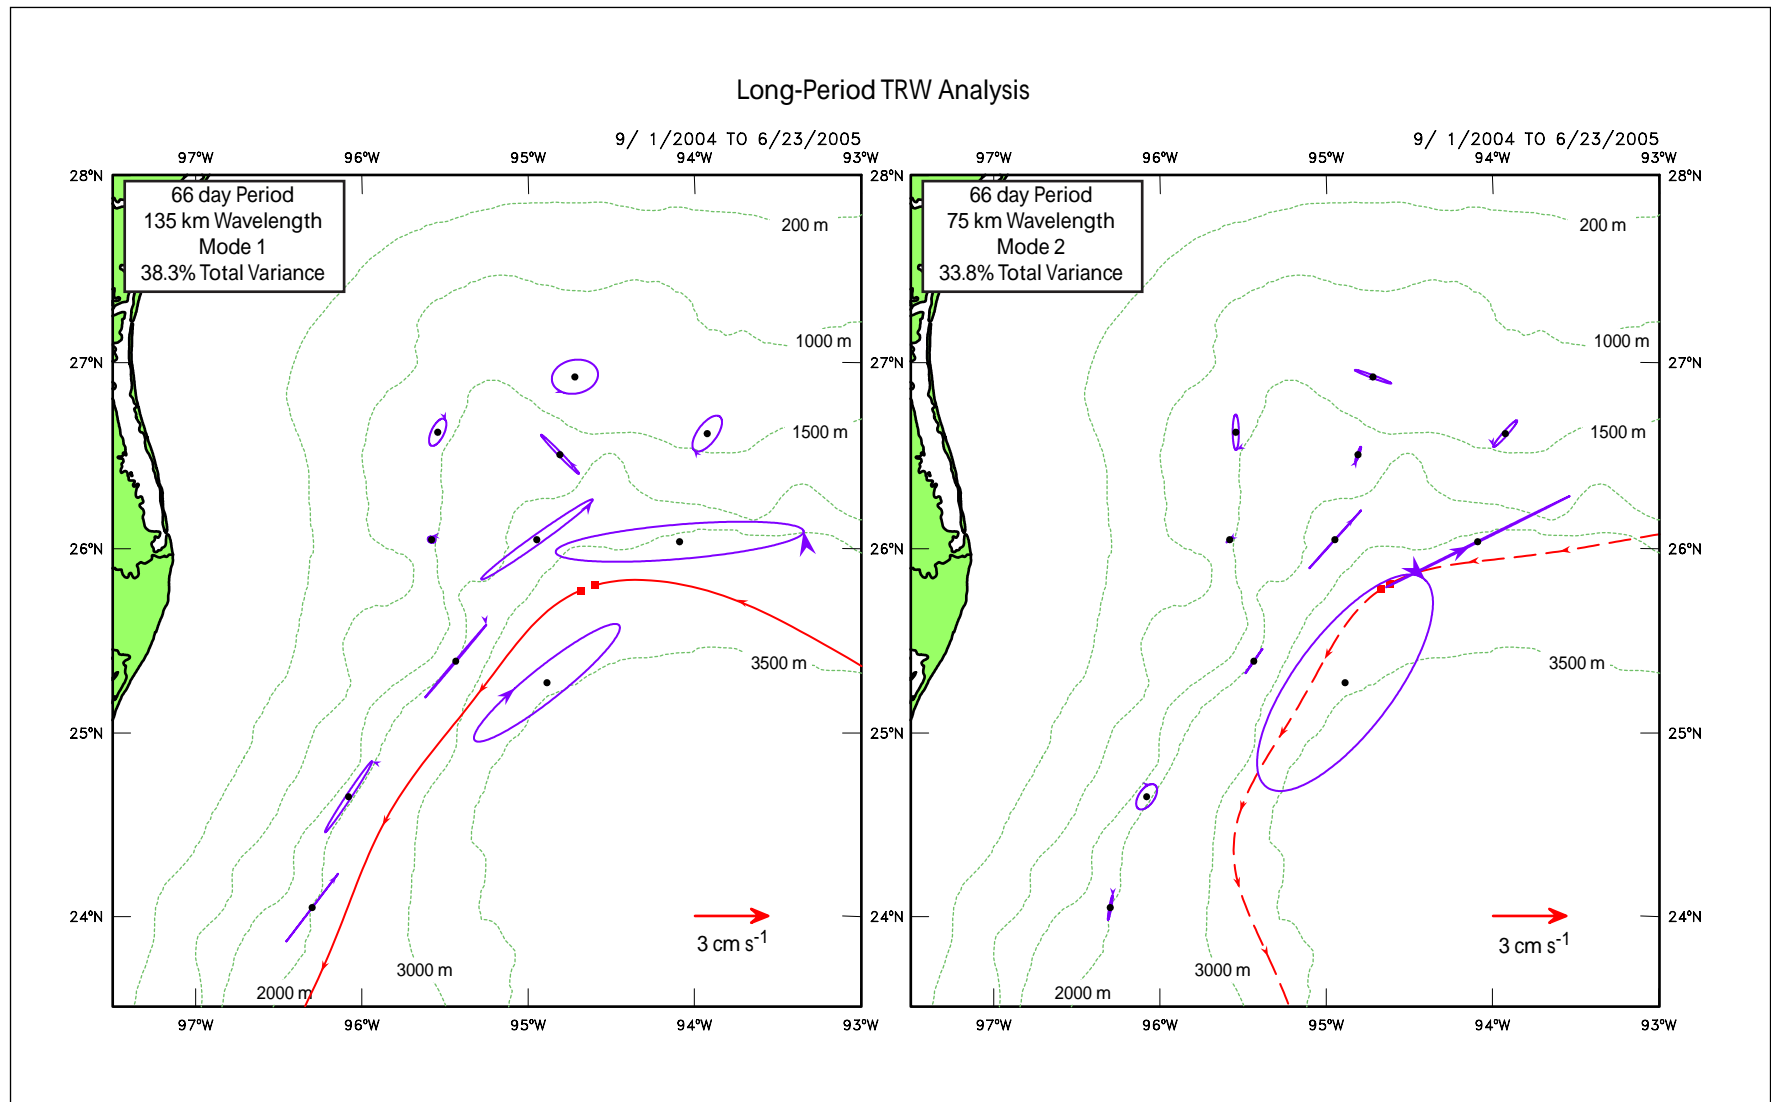 Long-Period TRW Analysis
9/ 1/2004 TO 6/23/2005
97°W 96°W 95°W 94°W 93°W
28°N
66 day Period
135 km Wavelength
Mode 1
38.3% Total Variance
200 m
1000 m
27°N
1500 m
26°N
3500 m
25°N
24°N
3 cm s-1
3000 m
2000 m
97°W 96°W 95°W 94°W 93°W
9/ 1/2004 TO 6/23/2005
97°W 96°W 95°W 94°W 93°W
28°N 28°N
66 day Period
75 km Wavelength
Mode 2
33.8% Total Variance
200 m
1000 m
27°N 27°N
1500 m
26°N 26°N
3500 m
25°N 25°N
24°N 24°N
3 cm s-1
3000 m
2000 m
97°W 96°W 95°W 94°W 93°W